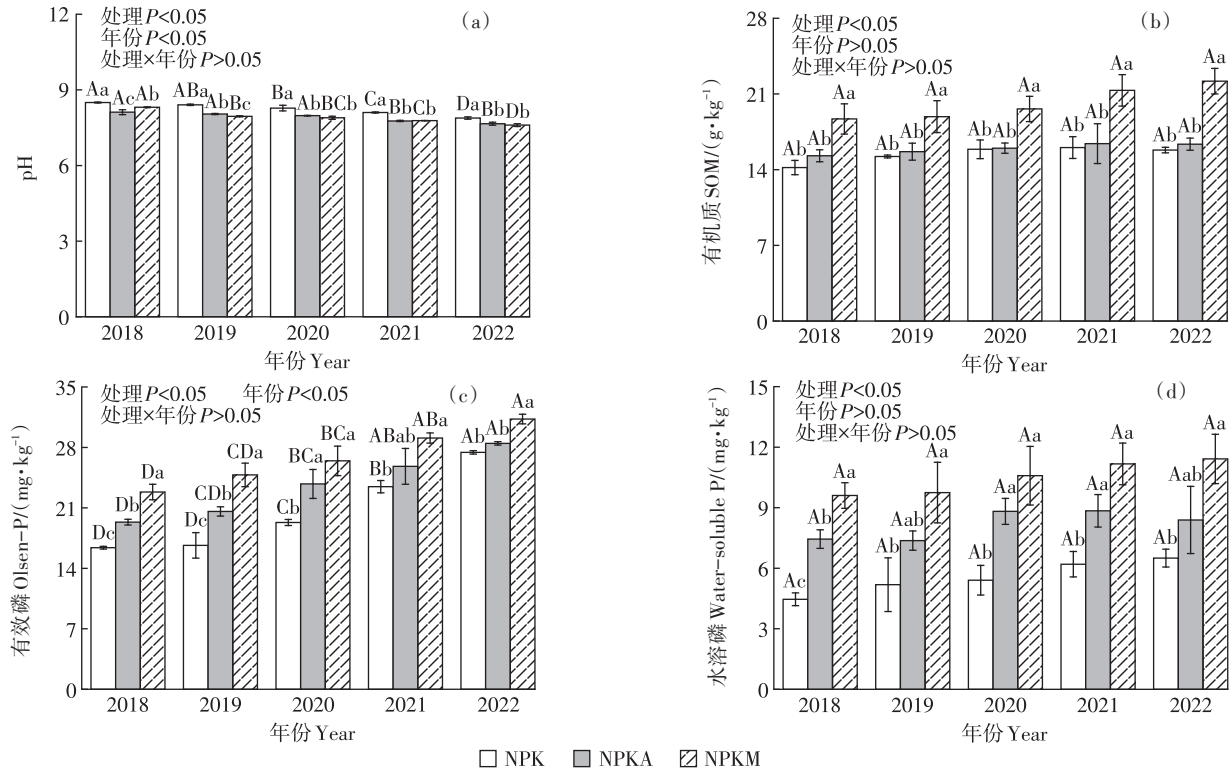 处理P<0.05
年份P<0.05
处理×年份P>0.05
(a)
12
9
6
3
0
pH
Aa Ac Ab ABa Ab Bc Ba Ab BCb Ca Bb Cb Da Bb Db
2018 2019 2020 2021 2022
年份 Year
处理P<0.05
年份P>0.05
处理×年份P>0.05
(b)
28
21
14
7
0
有机质 SOM/(g•kg⁻¹)
Ab Ab Aa Ab Ab Aa Ab Ab Aa Ab Ab Aa Ab Ab Aa
2018 2019 2020 2021 2022
年份 Year
处理P<0.05 年份P<0.05
处理×年份P>0.05
(c)
35
28
21
14
7
0
有效磷 Olsen-P/(mg•kg⁻¹)
Dc Db Da Dc CDb CDa Cb BCa BCa Bb ABab ABa Ab Ab Aa
2018 2019 2020 2021 2022
年份 Year
处理P<0.05
年份P>0.05
处理×年份P>0.05
(d)
15
12
9
6
3
0
水溶磷 Water-soluble P/(mg•kg⁻¹)
Ac Ab Aa Ab Aab Aa Ab Aa Aa Ab Aa Aa Ab Aab Aa
2018 2019 2020 2021 2022
年份 Year
NPK NPKA NPKM